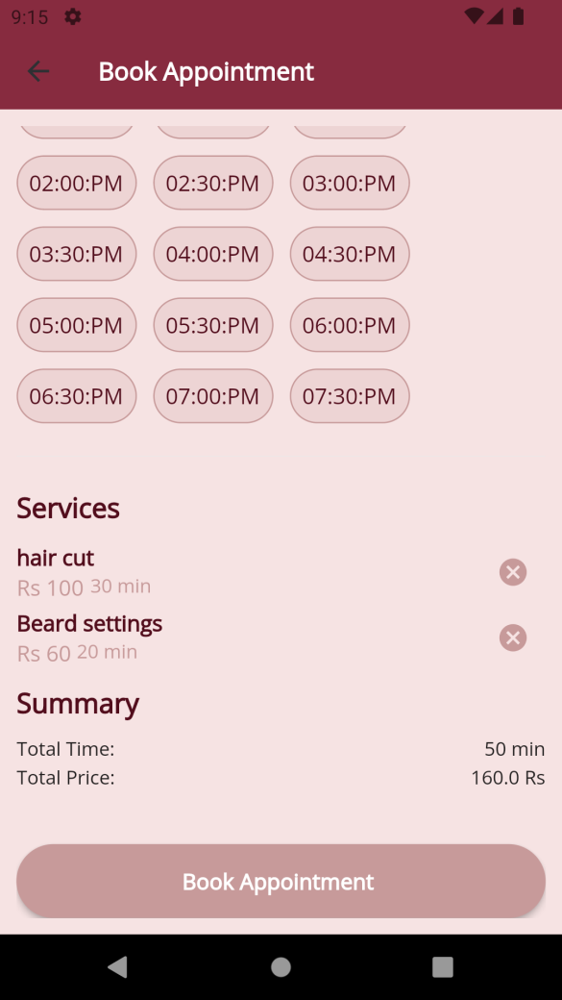 9:15
Book Appointment
02:00:PM 02:30:PM 03:00:PM
03:30:PM 04:00:PM 04:30:PM
05:00:PM 05:30:PM 06:00:PM
06:30:PM 07:00:PM 07:30:PM
Services
hair cut
Rs 100 30 min
Beard settings
Rs 60 20 min
Summary
Total Time: 50 min
Total Price: 160.0 Rs
Book Appointment